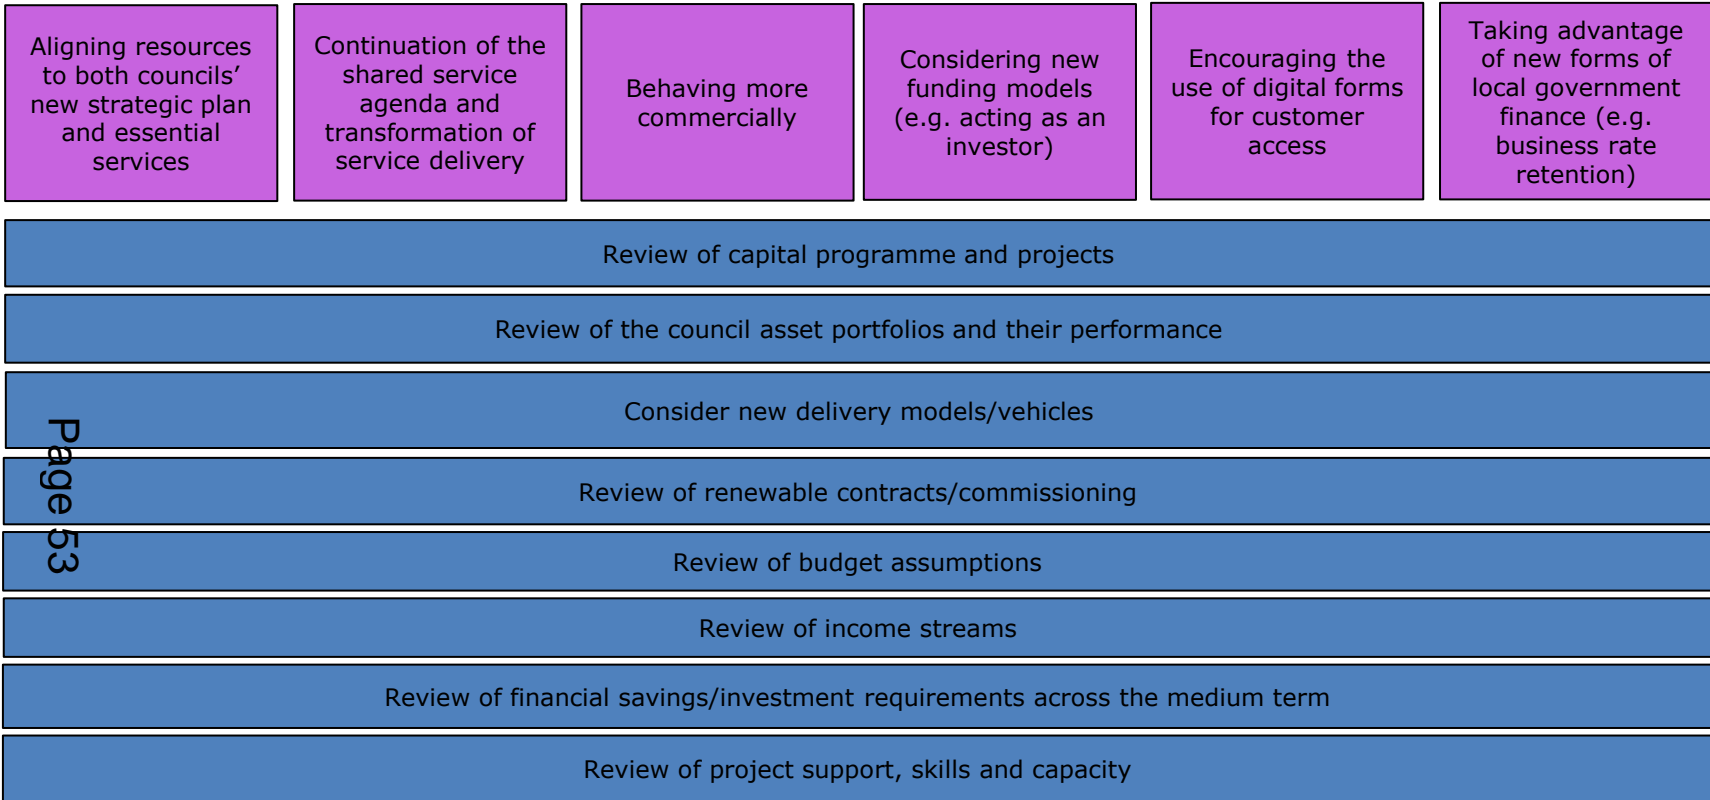 Aligning resources
to both councils’
new strategic plan
and essential
services
Continuation of the
shared service
agenda and
transformation of
service delivery
Behaving more
commercially
Considering new
funding models
(e.g. acting as an
investor)
Encouraging the
use of digital forms
for customer
access
Taking advantage
of new forms of
local government
finance (e.g.
business rate
retention)
Review of capital programme and projects
Review of the council asset portfolios and their performance
Consider new delivery models/vehicles
Review of renewable contracts/commissioning
Review of budget assumptions
Review of income streams
Review of financial savings/investment requirements across the medium term
Review of project support, skills and capacity
Page 53